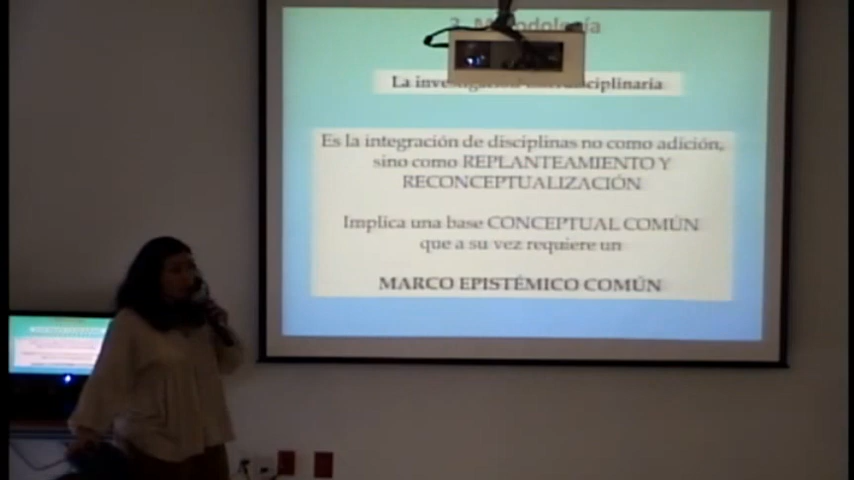 3.
La
Es la integración de disciplinas no como adición,
sino como REPLANTEAMIENTO Y
RECONCEPTUALIZACIÓN
Implica una base CONCEPTUAL COMÚN
que a su vez requiere un
MARCO EPISTÉMICO COMÚN